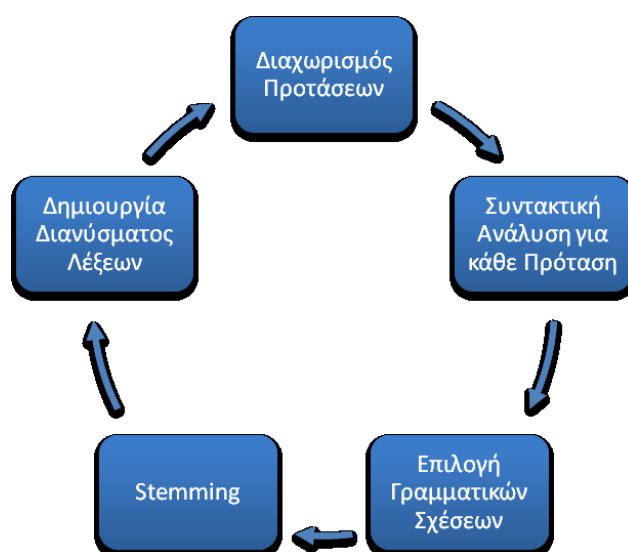 Διαχωρισμός
Προτάσεων
Συντακτική
Ανάλυση για
κάθε Πρόταση
Επιλογή
Γραμματικών
Σχέσεων
Stemming
Δημιουργία
Διανύσματος
Λέξεων